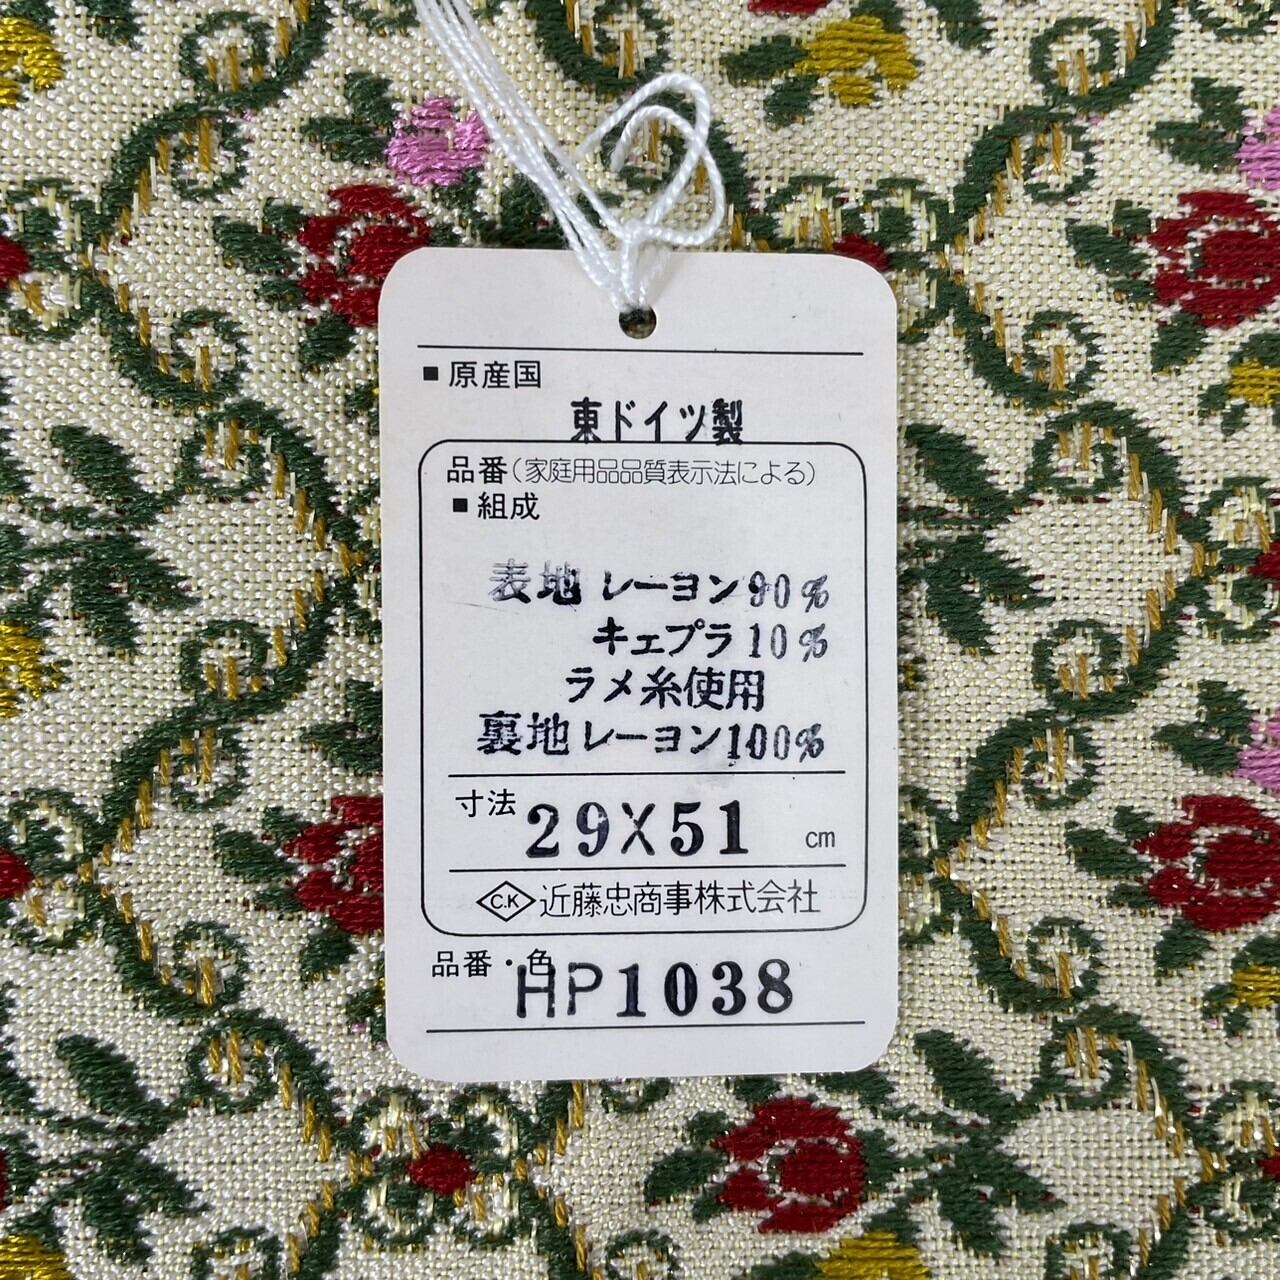 ■ 原産国
東ドイツ製
品番(家庭用品品質表示法による)
■ 組成
表地 レーヨン90%
キュプラ10%
ラメ糸使用
裏地レーヨン100%
寸法 29X51 cm
C.K 近藤忠商事株式会社
品番・色 HP1038